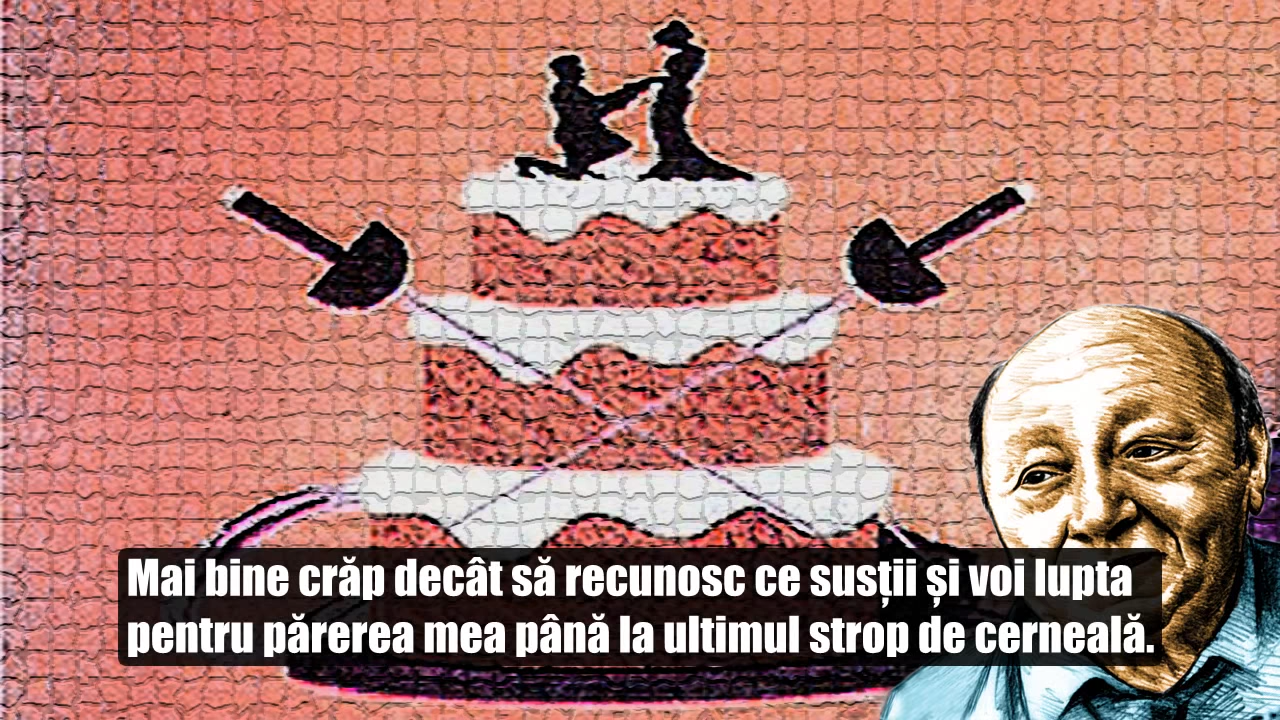 Mai bine crăp decât să recunosc ce susții și voi lupta
pentru părerea mea până la ultimul strop de cerneală.